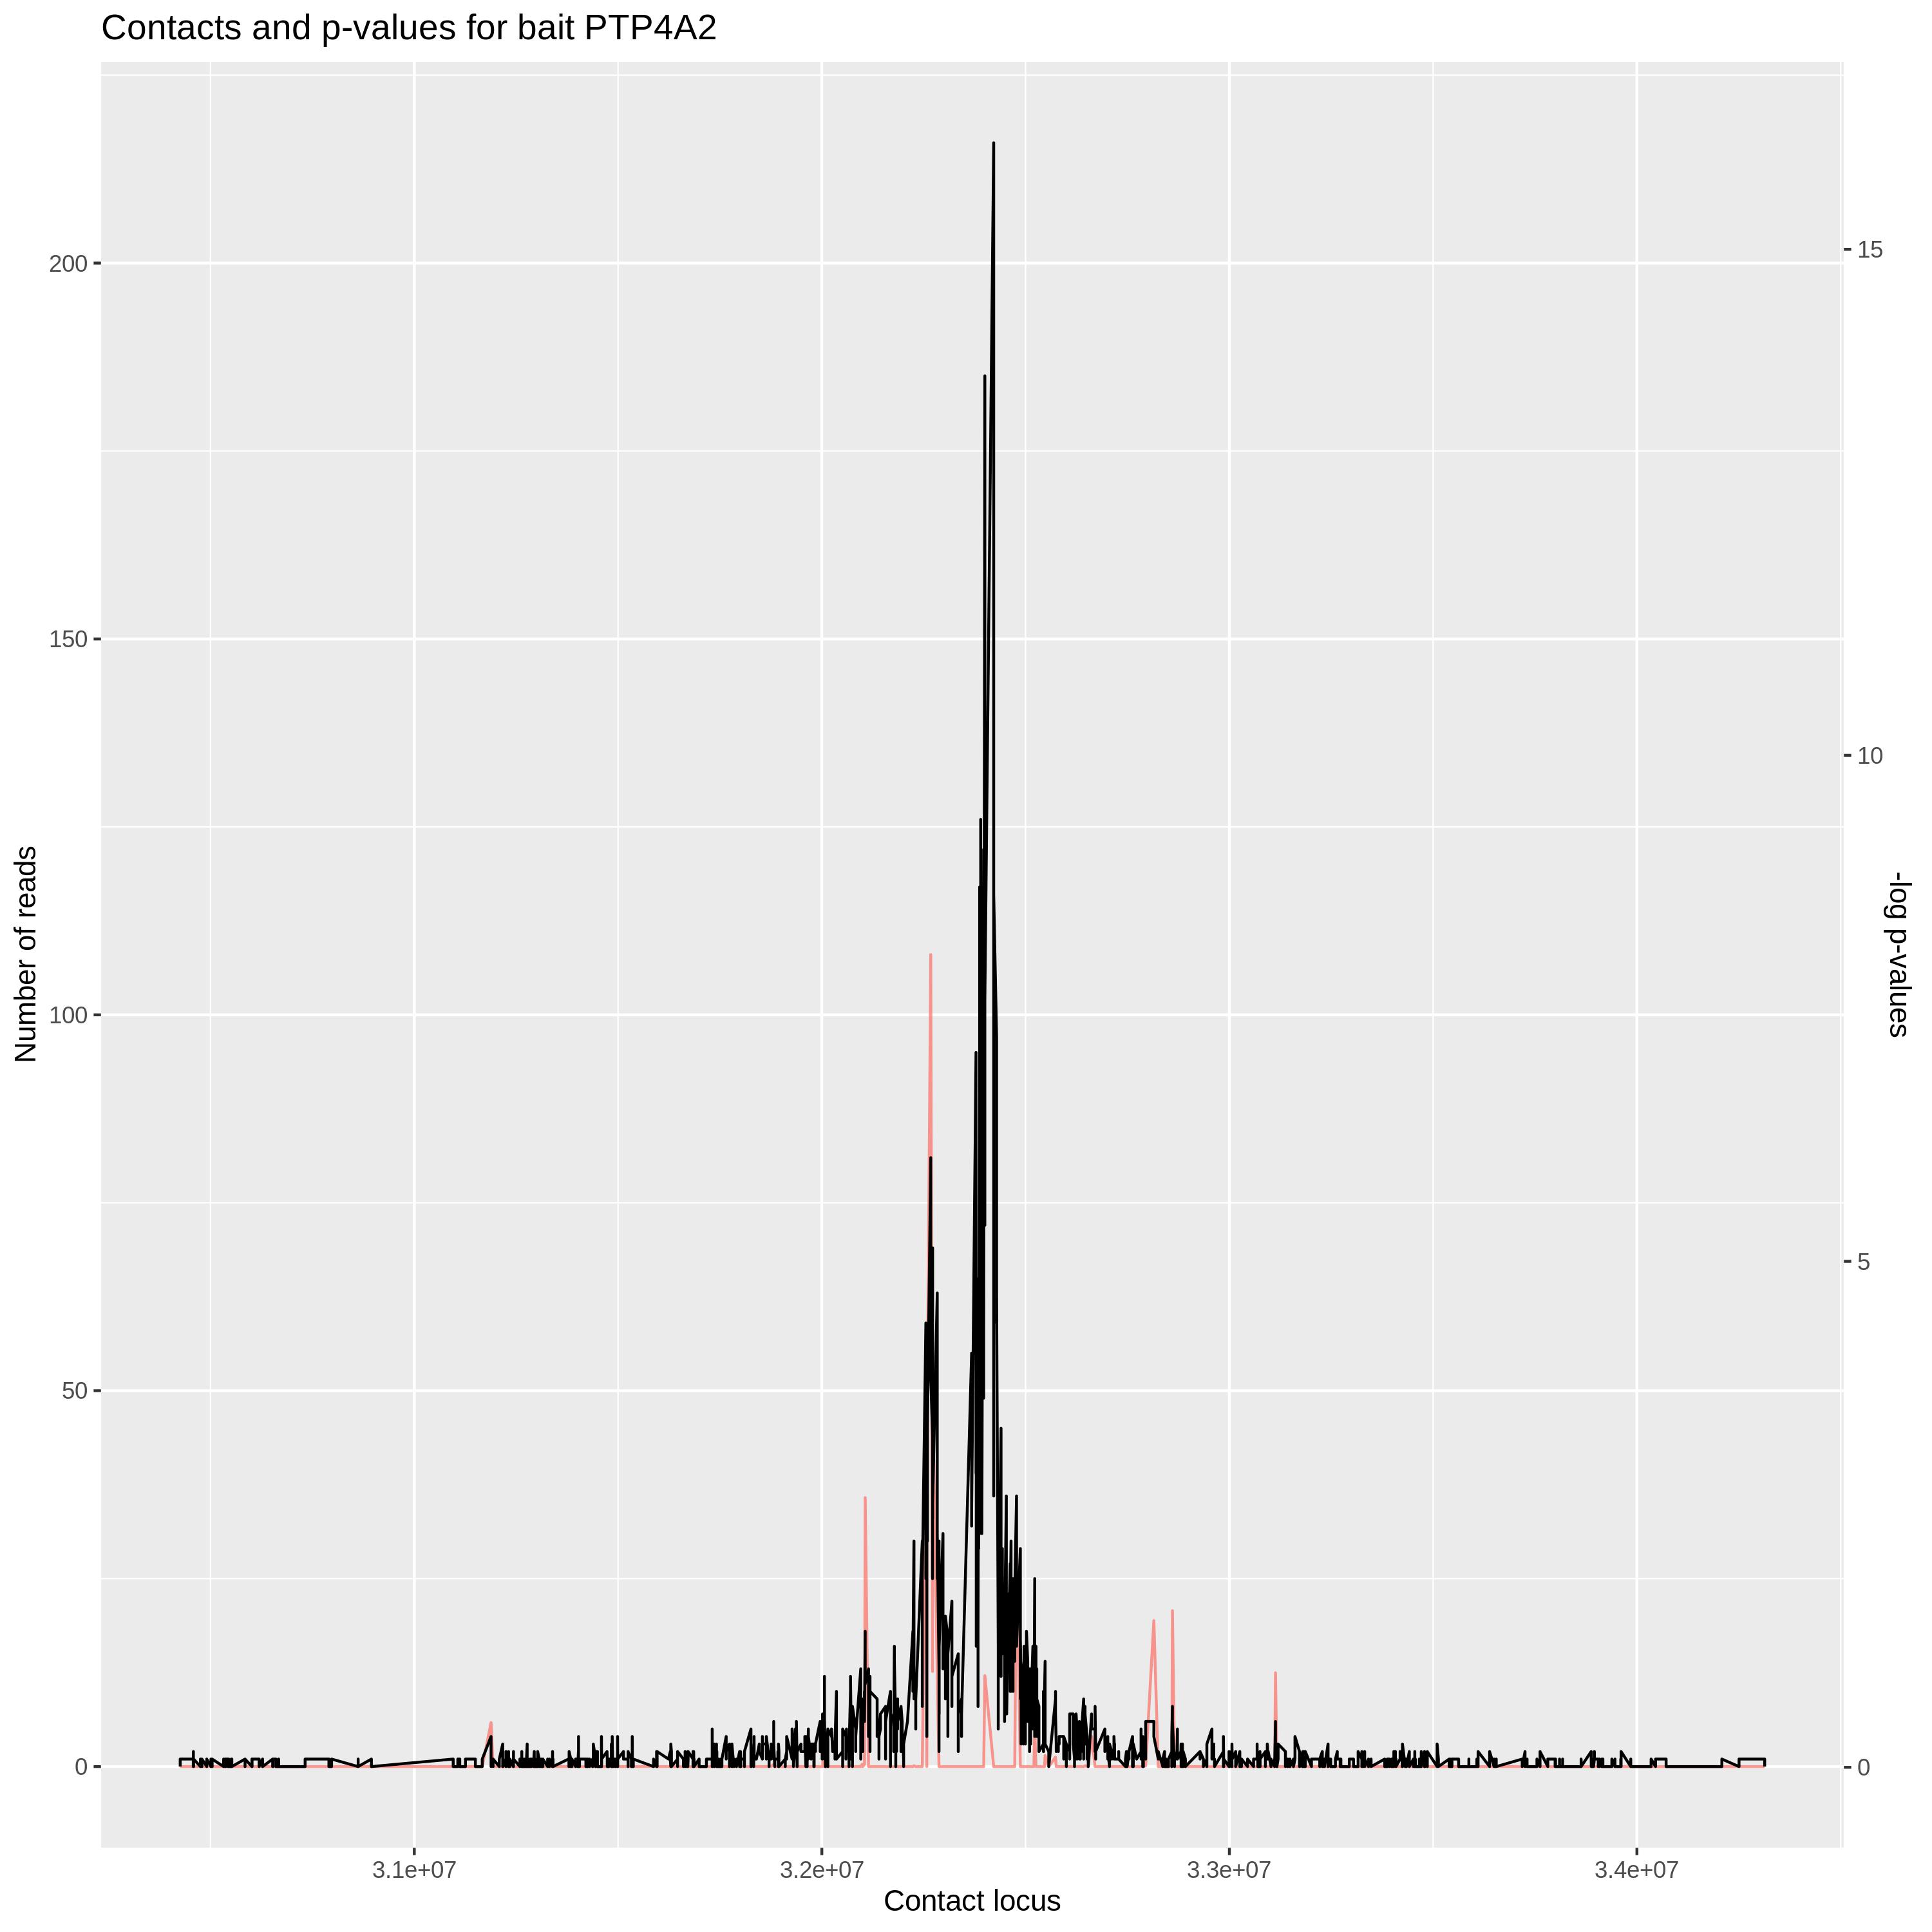 Contacts and p-values for bait PTP4A2
Number of reads
200
150
100
50
0
15
10
5
0
-log p-values
3.1e+07
3.2e+07
3.3e+07
3.4e+07
Contact locus